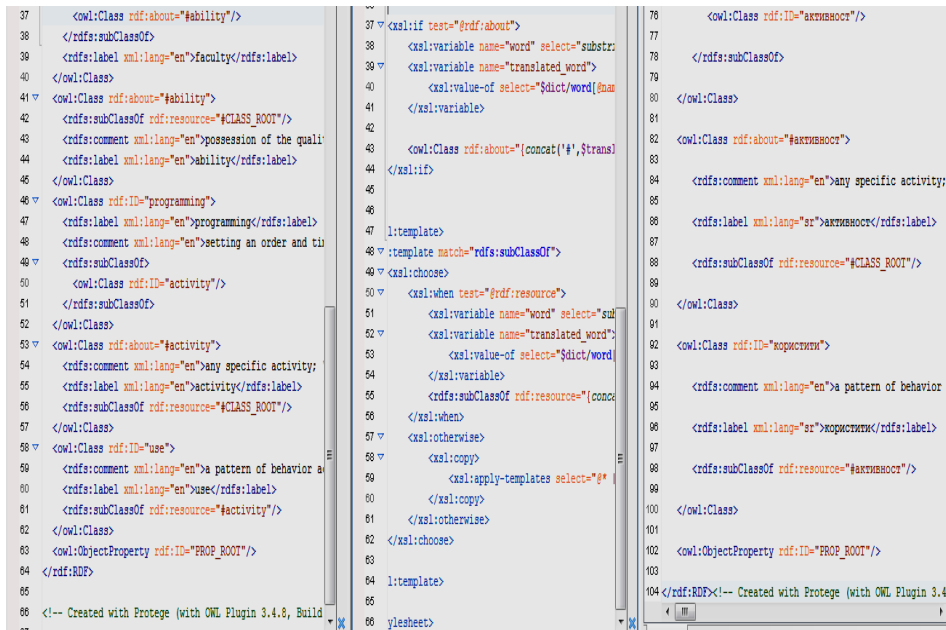 37 <owl:Class rdf:about="#ability"/>
38 </rdfs:subClassOf>
39 <rdfs:label xml:lang="en">faculty</rdfs:label>
40 </owl:Class>
41 <owl:Class rdf:about="#ability">
42 <rdfs:subClassOf rdf:resource="#CLASS_ROOT"/>
43 <rdfs:comment xml:lang="en">possession of the quali
44 <rdfs:label xml:lang="en">ability</rdfs:label>
45 </owl:Class>
46 <owl:Class rdf:ID="programming">
47 <rdfs:label xml:lang="en">programming</rdfs:label>
48 <rdfs:comment xml:lang="en">setting an order and ti
49 <rdfs:subClassOf>
50 <owl:Class rdf:ID="activity"/>
51 </rdfs:subClassOf>
52 </owl:Class>
53 <owl:Class rdf:about="#activity">
54 <rdfs:comment xml:lang="en">any specific activity;
55 <rdfs:label xml:lang="en">activity</rdfs:label>
56 <rdfs:subClassOf rdf:resource="#CLASS_ROOT"/>
57 </owl:Class>
58 <owl:Class rdf:ID="use">
59 <rdfs:comment xml:lang="en">a pattern of behavior a
60 <rdfs:label xml:lang="en">use</rdfs:label>
61 <rdfs:subClassOf rdf:resource="#activity"/>
62 </owl:Class>
63 <owl:ObjectProperty rdf:ID="PROP_ROOT"/>
64 </rdf:RDF>
65
66 <!-- Created with Protege (with OWL Plugin 3.4.8, Build
37 <xsl:if test="@rdf:about">
38 <xsl:variable name="word" select="substri
39 <xsl:variable name="translated_word">
40 <xsl:value-of select="$dict/word[@nam
41 </xsl:variable>
42
43 <owl:Class rdf:about="{concat('#',$transl
44 </xsl:if>
45
46
47 l:template>
48 :template match="rdfs:subClassOf">
49 <xsl:choose>
50 <xsl:when test="@rdf:resource">
51 <xsl:variable name="word" select="sub
52 <xsl:variable name="translated_word">
53 <xsl:value-of select="$dict/word[
54 </xsl:variable>
55 <rdfs:subClassOf rdf:resource="{conca
56 </xsl:when>
57 <xsl:otherwise>
58 <xsl:copy>
59 <xsl:apply-templates select="@* |
60 </xsl:copy>
61 </xsl:otherwise>
62 </xsl:choose>
63
64 l:template>
65
66 ylesheet>
76 <owl:Class rdf:ID="активност"/>
77
78 </rdfs:subClassOf>
79
80 </owl:Class>
81
82 <owl:Class rdf:about="#активност">
83
84 <rdfs:comment xml:lang="en">any specific activity;
85
86 <rdfs:label xml:lang="sr">активност</rdfs:label>
87
88 <rdfs:subClassOf rdf:resource="#CLASS_ROOT"/>
89
90 </owl:Class>
91
92 <owl:Class rdf:ID="користити">
93
94 <rdfs:comment xml:lang="en">a pattern of behavior
95
96 <rdfs:label xml:lang="sr">користити</rdfs:label>
97
98 <rdfs:subClassOf rdf:resource="#активност"/>
99
100 </owl:Class>
101
102 <owl:ObjectProperty rdf:ID="PROP_ROOT"/>
103
104 </rdf:RDF><!-- Created with Protege (with OWL Plugin 3.4